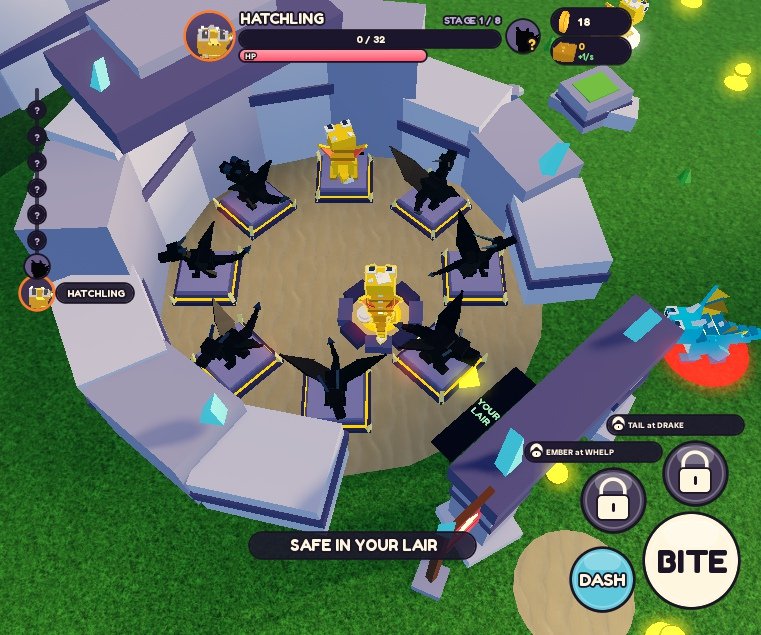 HATCHLING
STAGE 1 / 8
0 / 32
HP
?
18
0
+1/s
?
?
?
?
?
?
HATCHLING
YOUR
LAIR
TAIL at DRAKE
EMBER at WHELP
SAFE IN YOUR LAIR
DASH
BITE